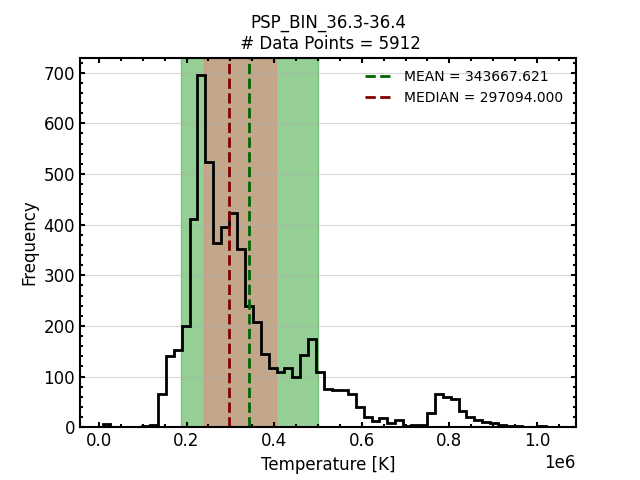 PSP_BIN_36.3-36.4
# Data Points = 5912
MEAN = 343667.621
MEDIAN = 297094.000
Frequency
700
600
500
400
300
200
100
0
0.0 0.2 0.4 0.6 0.8 1.0
1e6
Temperature [K]